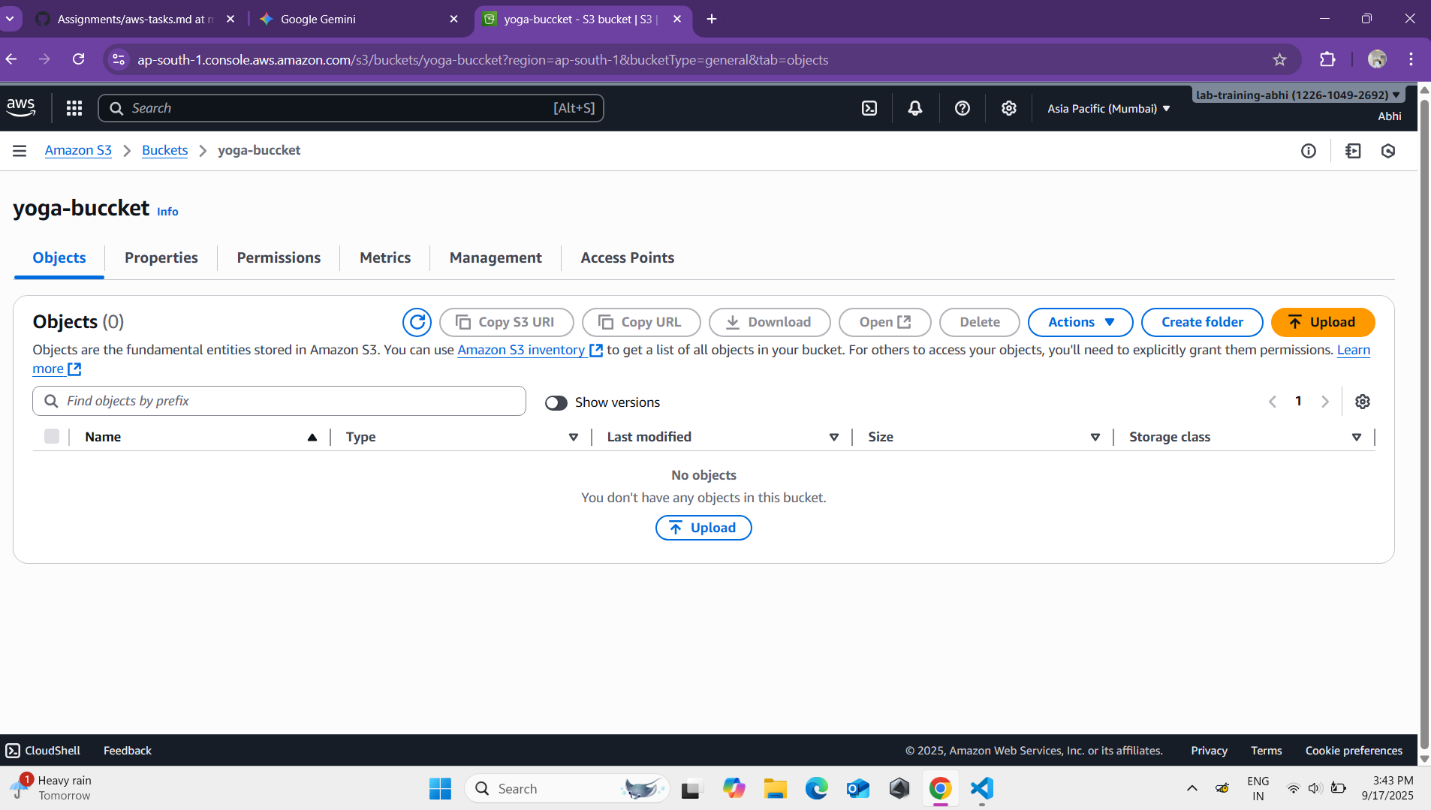 Assignments/aws-tasks.md at m
Google Gemini
yoga-buccket - S3 bucket | S3 |
ap-south-1.console.aws.amazon.com/s3/buckets/yoga-buccket?region=ap-south-1&bucketType=general&tab=objects
aws
Search [Alt+S]
Asia Pacific (Mumbai)
lab-training-abhi (1226-1049-2692)
Abhi
Amazon S3
Buckets
yoga-buccket
yoga-buccket Info
Objects
Properties
Permissions
Metrics
Management
Access Points
Objects (0)
Copy S3 URI
Copy URL
Download
Open
Delete
Actions
Create folder
Upload
Objects are the fundamental entities stored in Amazon S3. You can use Amazon S3 inventory to get a list of all objects in your bucket. For others to access your objects, you'll need to explicitly grant them permissions. Learn
more
Find objects by prefix
Show versions
1
Name
Type
Last modified
Size
Storage class
No objects
You don't have any objects in this bucket.
Upload
CloudShell
Feedback
© 2025, Amazon Web Services, Inc. or its affiliates.
Privacy
Terms
Cookie preferences
1
Heavy rain
Tomorrow
Search
ENG
IN
3:43 PM
9/17/2025